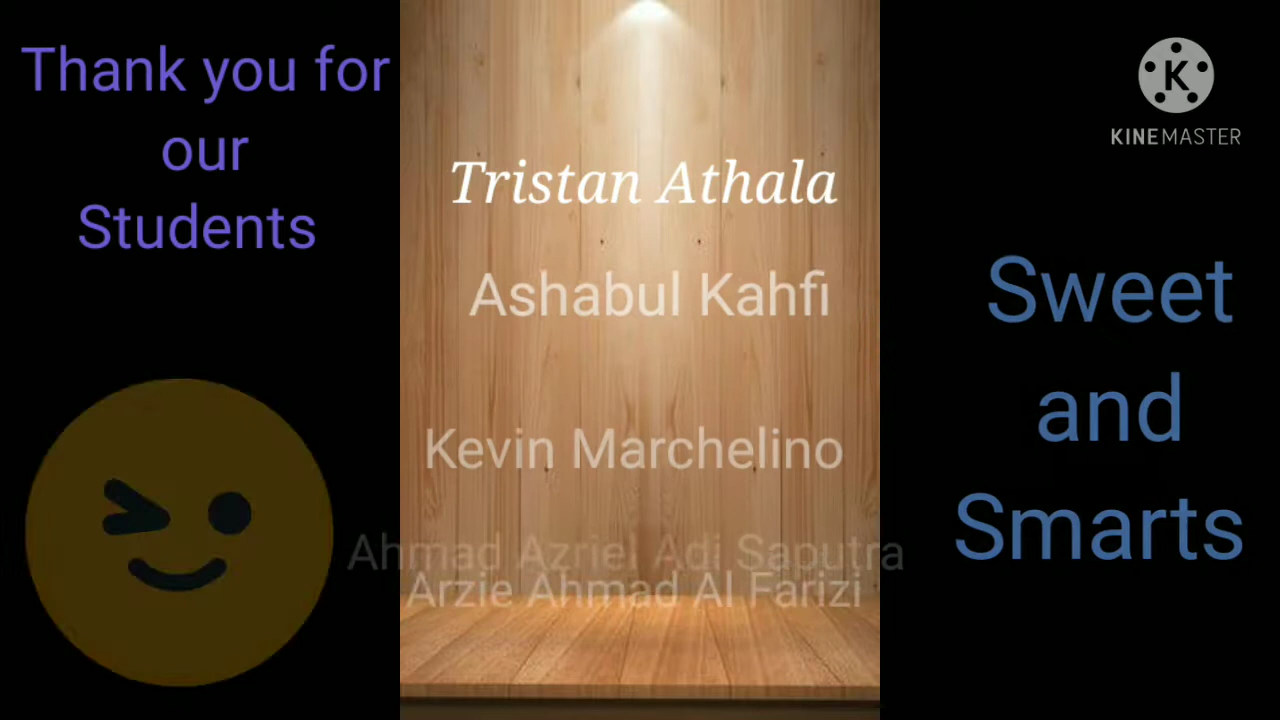 Thank you for
our
Students
Tristan Athala
Ashabul Kahfi
Kevin Marchelino
Ahmad Azriel Adi Saputra
Arzie Ahmad Al Farizi
K
KINEMASTER
Sweet
and
Smarts